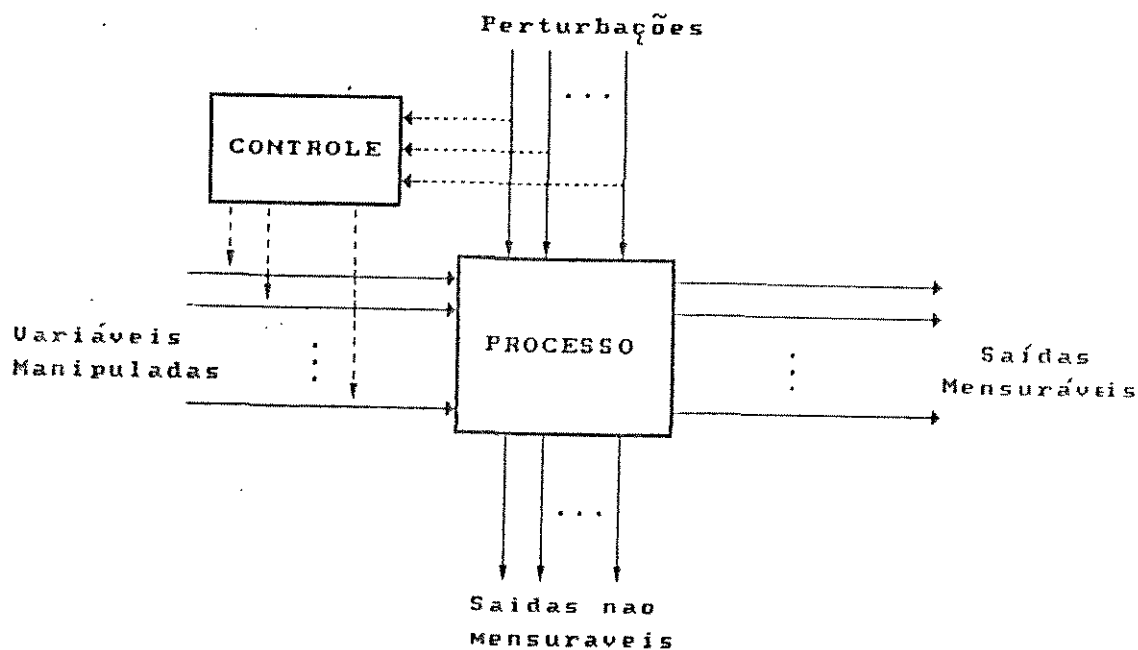 Perturbações
...
CONTROLE
Variáveis
Manipuladas
PROCESSO
Saídas
Mensuráveis
...
Saidas nao
Mensuraveis